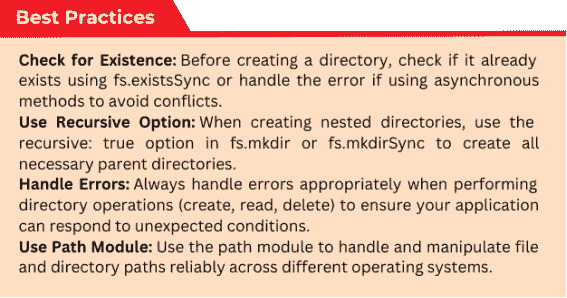 Best Practices
Check for Existence: Before creating a directory, check if it already
exists using fs.existsSync or handle the error if using asynchronous
methods to avoid conflicts.
Use Recursive Option: When creating nested directories, use the
recursive: true option in fs.mkdir or fs.mkdirSync to create all
necessary parent directories.
Handle Errors: Always handle errors appropriately when performing
directory operations (create, read, delete) to ensure your application
can respond to unexpected conditions.
Use Path Module: Use the path module to handle and manipulate file
and directory paths reliably across different operating systems.